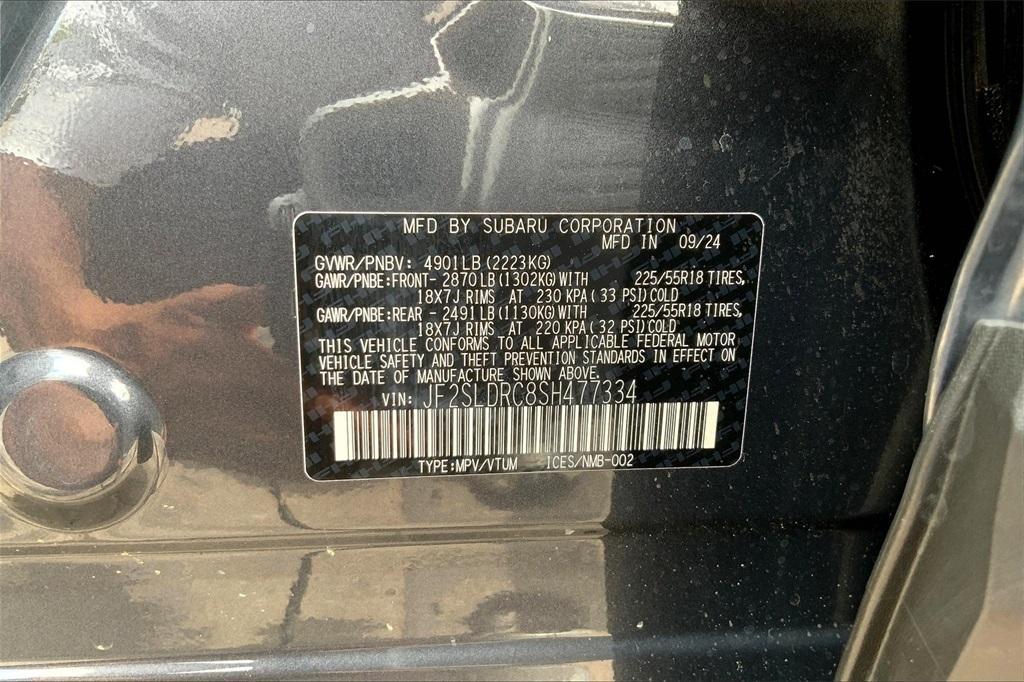 MFD BY SUBARU CORPORATION
MFD IN 09/24
GVWR/PNBV: 4901LB(2223KG)
GAWR/PNBE:FRONT- 2870LB(1302KG)WITH 225/55R18 TIRES,
18X7J RIMS AT 230 KPA(33 PSI)COLD
GAWR/PNBE:REAR - 2491LB(1130KG)WITH 225/55R18 TIRES,
18X7J RIMS AT 220 KPA(32 PSI)COLD
THIS VEHICLE CONFORMS TO ALL APPLICABLE FEDERAL MOTOR
VEHICLE SAFETY AND THEFT PREVENTION STANDARDS IN EFFECT ON
THE DATE OF MANUFACTURE SHOWN ABOVE.
VIN: JF2SLDRC8SH477334
TYPE:MPV/VTUM ICES/NMB-002